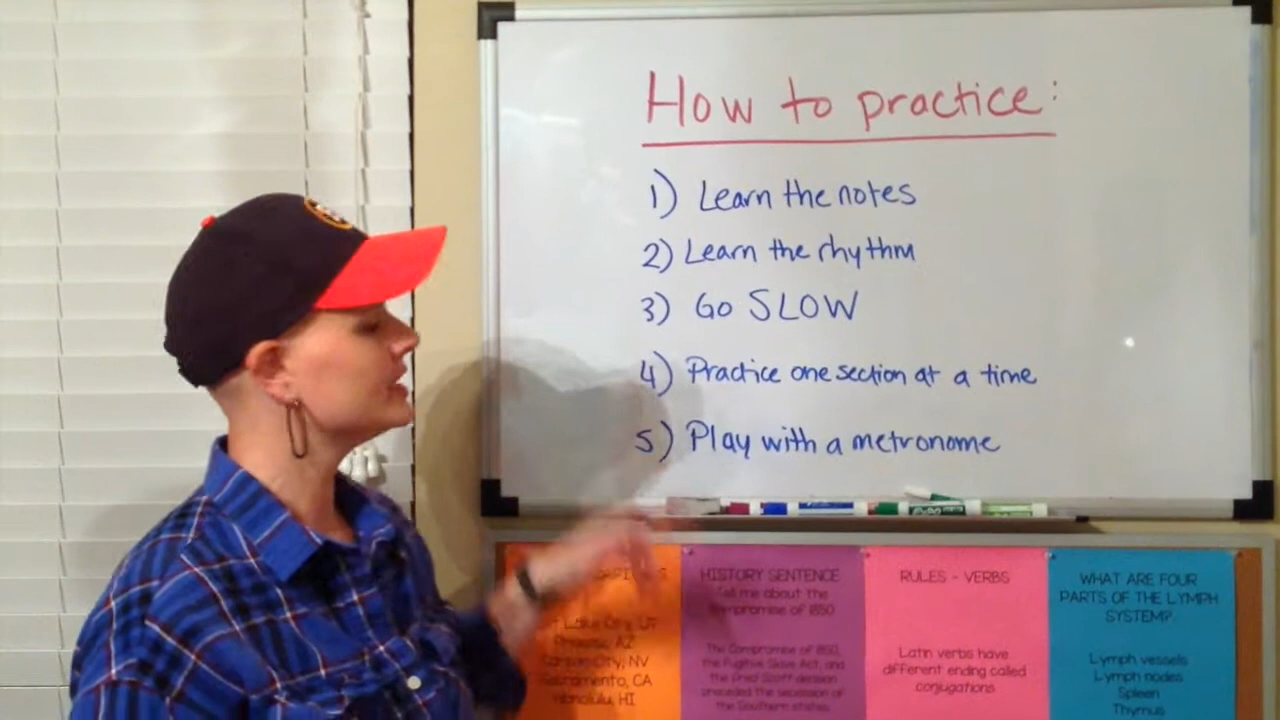 How to practice:
1) Learn the notes
2) Learn the rhythm
3) Go SLOW
4) Practice one section at a time
5) Play with a metronome
Lake City, UT
Phoenix, AZ
Carson City, NV
Sacramento, CA
Honolulu, HI
HISTORY SENTENCE
Tell me about the
Compromise of 1850
The Compromise of 1850,
the Fugitive Slave Act, and
the Dred Scott decision
preceded the secession of
the Southern states.
RULES - VERBS
Latin verbs have
different ending called
conjugations
WHAT ARE FOUR
PARTS OF THE LYMPH
SYSTEM?
Lymph vessels
Lymph nodes
Spleen
Thymus